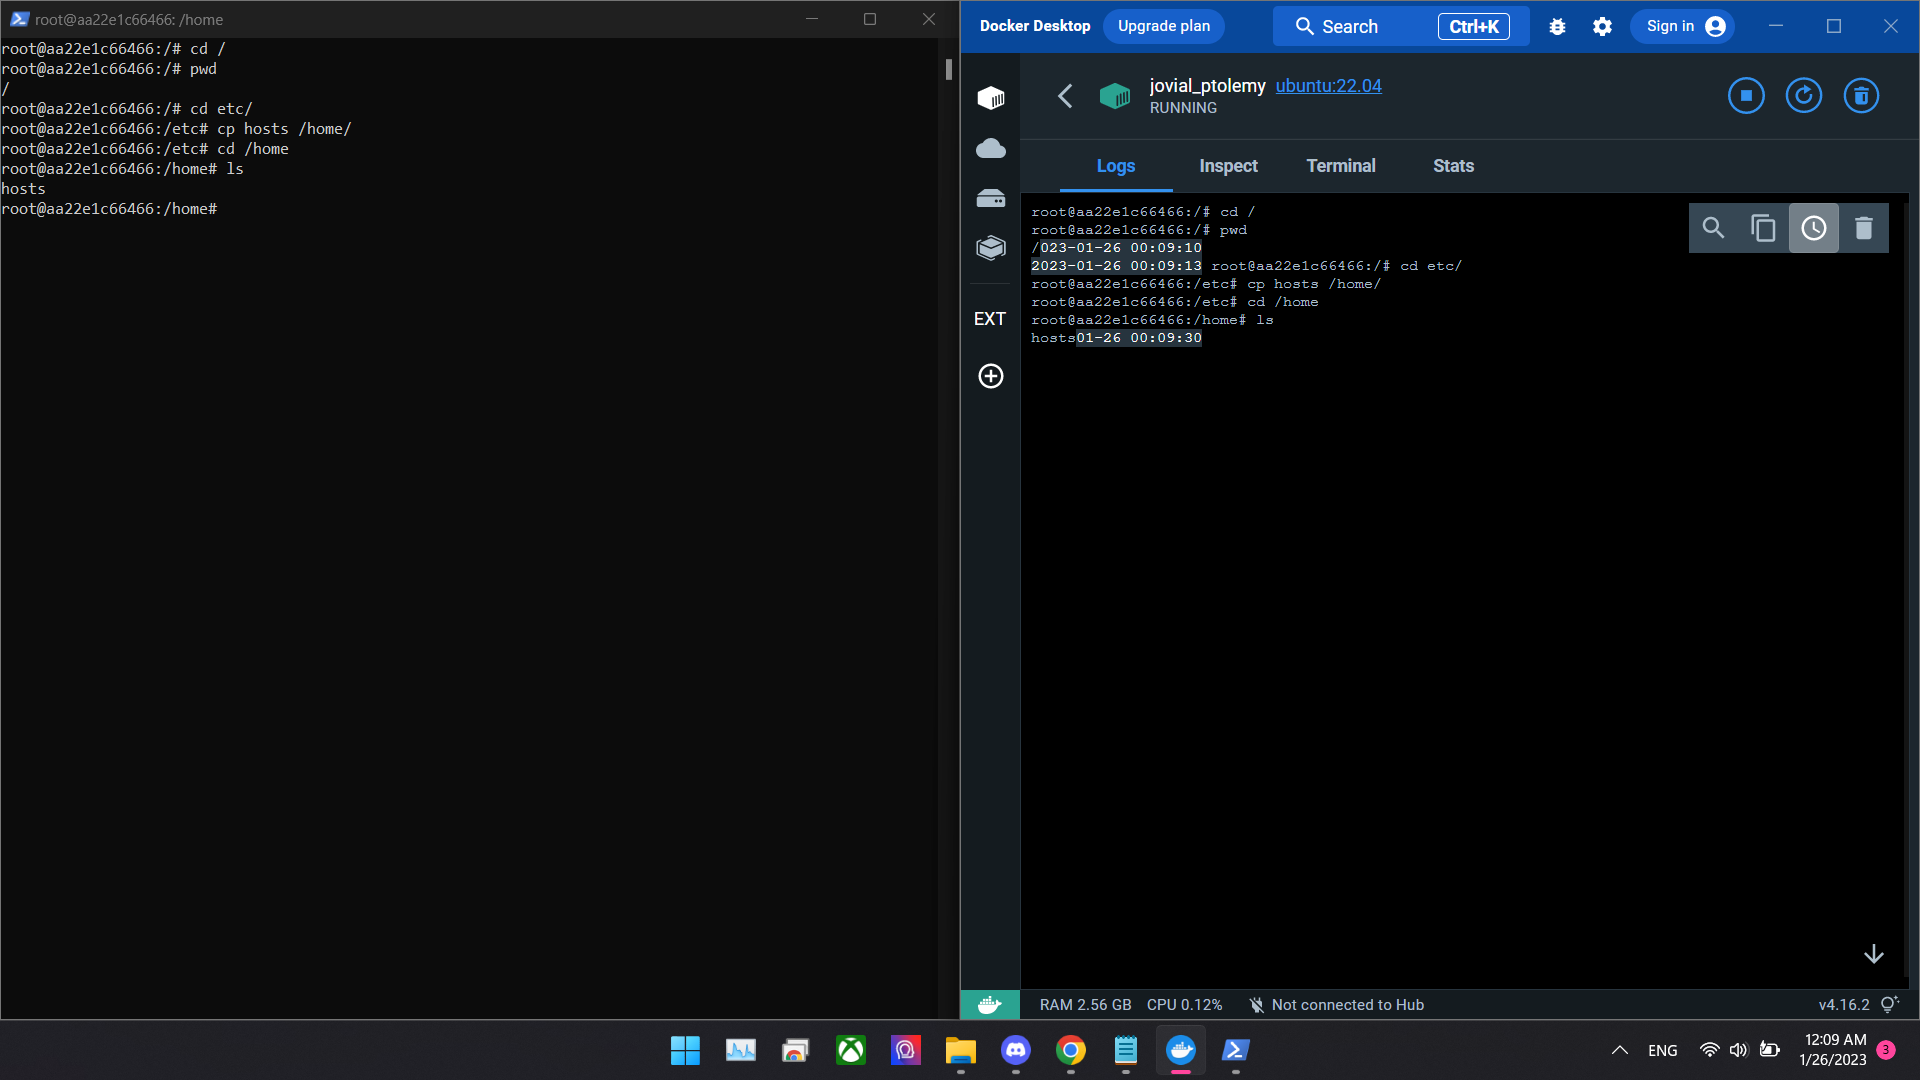 root@aa22e1c66466: /home
root@aa22e1c66466:/# cd /
root@aa22e1c66466:/# pwd
/
root@aa22e1c66466:/# cd etc/
root@aa22e1c66466:/etc# cp hosts /home/
root@aa22e1c66466:/etc# cd /home
root@aa22e1c66466:/home# ls
hosts
root@aa22e1c66466:/home#
Docker Desktop Upgrade plan Search Ctrl+K Sign in
jovial_ptolemy ubuntu:22.04
RUNNING
Logs Inspect Terminal Stats
EXT
root@aa22e1c66466:/# cd /
root@aa22e1c66466:/# pwd
/023-01-26 00:09:10
2023-01-26 00:09:13 root@aa22e1c66466:/# cd etc/
root@aa22e1c66466:/etc# cp hosts /home/
root@aa22e1c66466:/etc# cd /home
root@aa22e1c66466:/home# ls
hosts01-26 00:09:30
RAM 2.56 GB CPU 0.12% Not connected to Hub v4.16.2
ENG 12:09 AM 3
1/26/2023